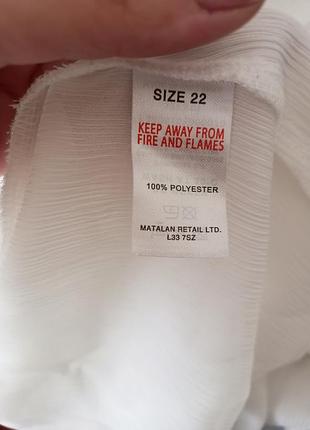 SIZE 22
KEEP AWAY FROM
FIRE AND FLAMES
100% POLYESTER
MATALAN RETAIL LTD.
L33 7SZ